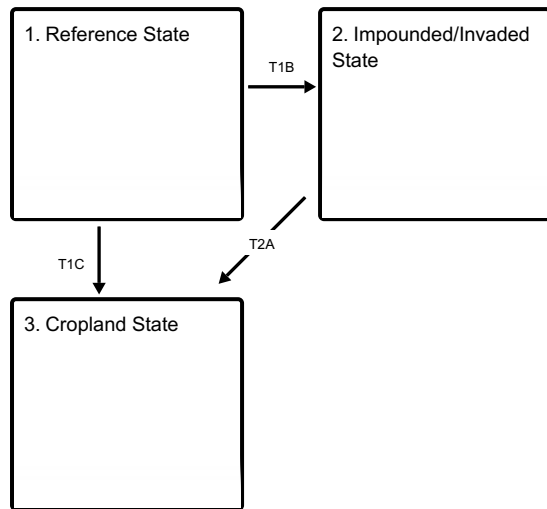 1. Reference State
2. Impounded/Invaded
State
T1B
T2A
T1C
3. Cropland State